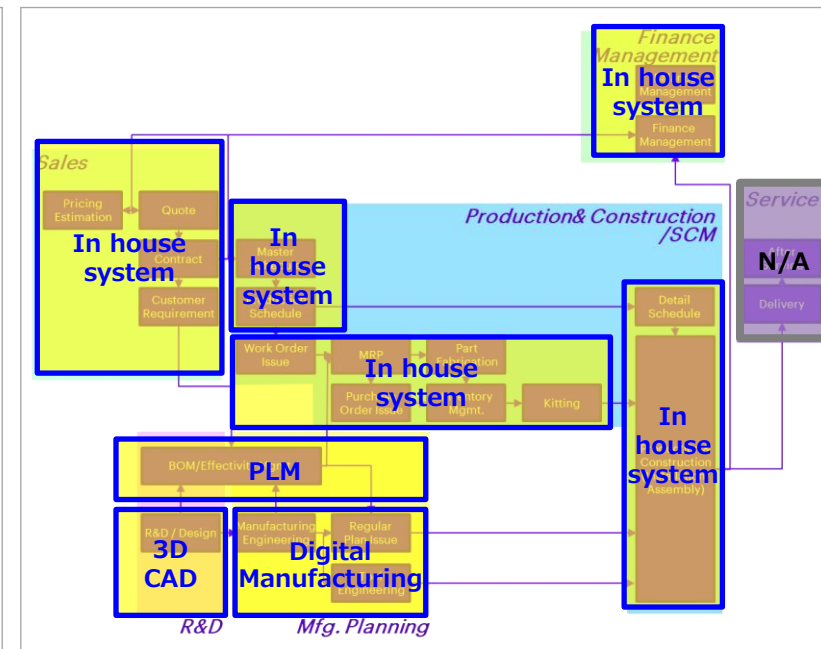 Finance
Management
In house
system
Management
Finance
Management
Sales
Pricing
Estimation
Quote
Contract
Customer
Requirement
In house
system
Master
Schedule
In
house
system
Production& Construction
/SCM
Service
N/A
Delivery
Detail
Schedule
Work Order
Issue
MRP
Part
Fabrication
In house
system
Order Issue
Mgmt.
Kitting
In
house
system
Construction
Assembly)
PLM
R&D / Design
3D
CAD
Manufacturing
Engineering
Regular
Plan Issue
Digital
Manufacturing
Engineering
R&D
Mfg. Planning